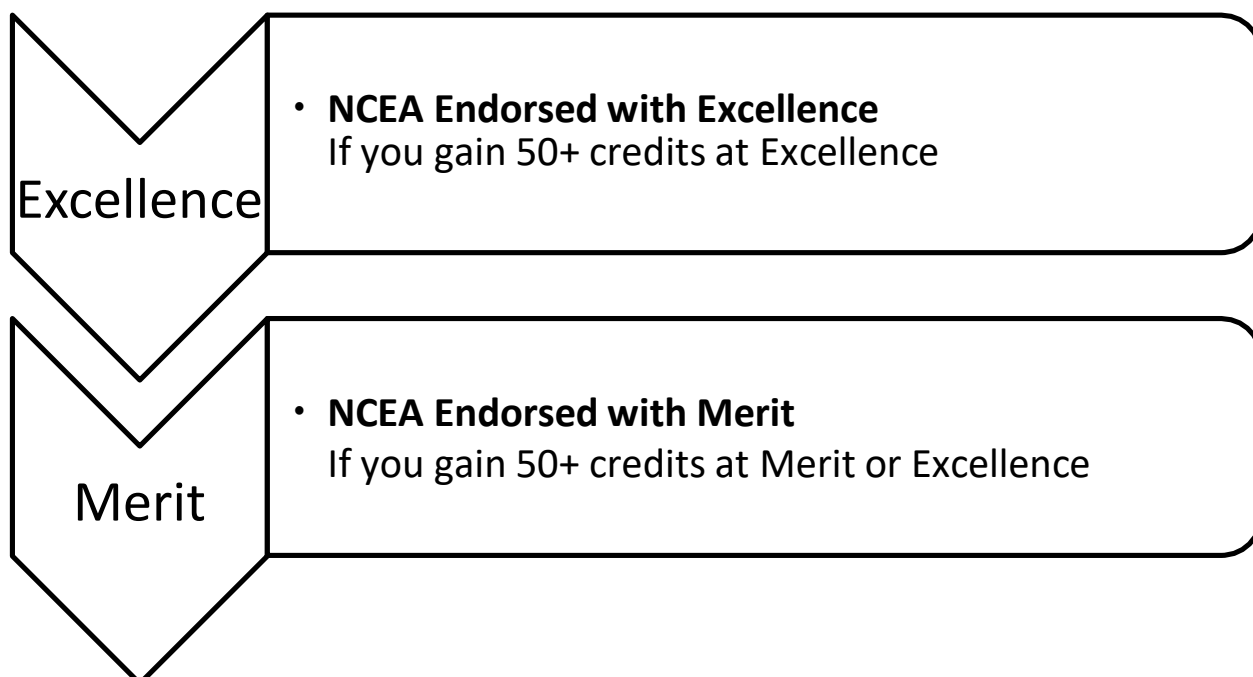 Excellence
• NCEA Endorsed with Excellence
If you gain 50+ credits at Excellence
Merit
• NCEA Endorsed with Merit
If you gain 50+ credits at Merit or Excellence